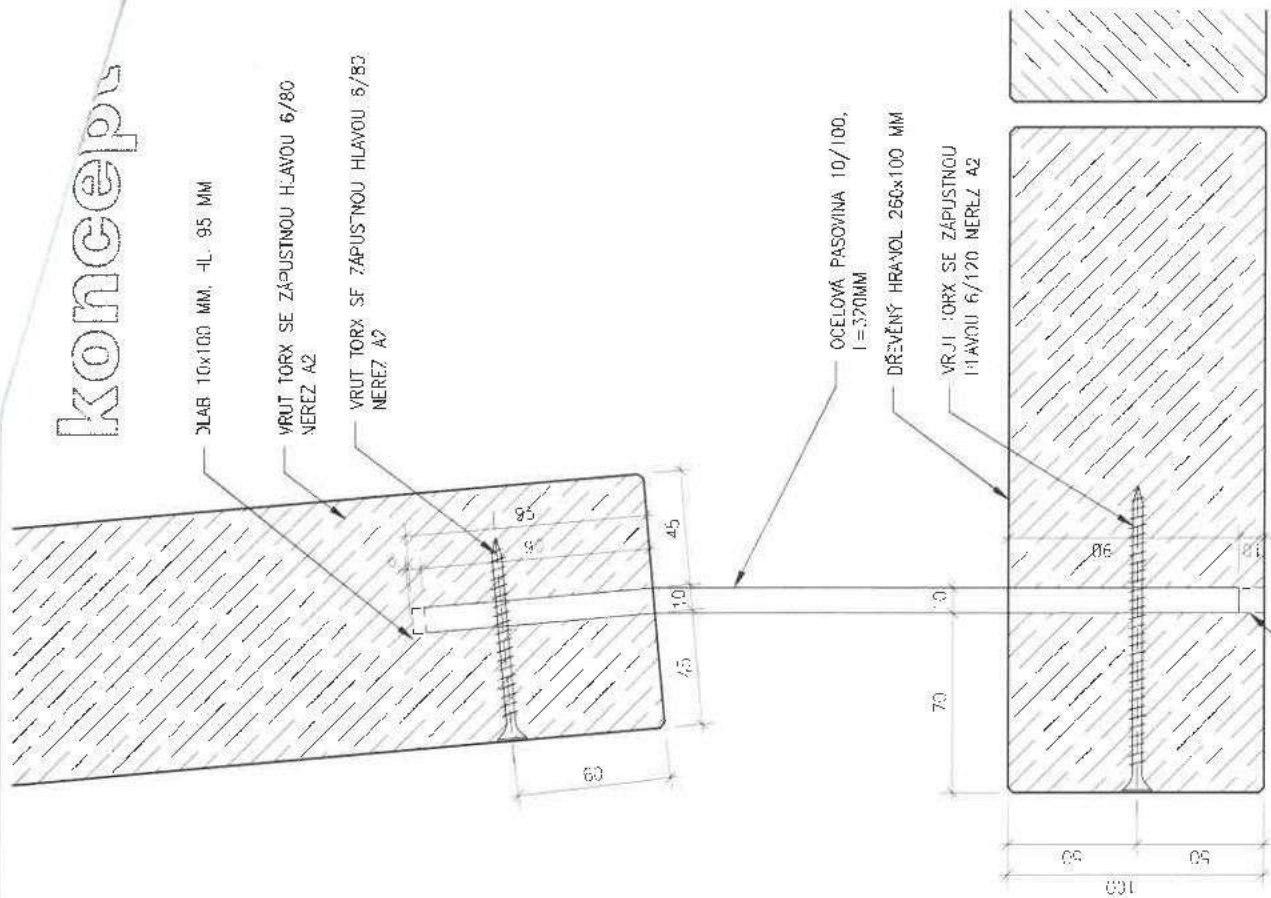 koncept
DLAB 10x100 MM, HL. 95 MM
VRUT TORX SE ZÁPUSTNOU HLAVOU 6/80
NEREZ A2
VRUT TORX SE ZÁPUSTNOU HLAVOU 6/80
NEREZ A2
95
90
45
10
45
60
OCELOVÁ PÁSOVINA 10/100,
L=320MM
DŘEVĚNÝ HRANOL 260x100 MM
VRUT TORX SE ZÁPUSTNOU
HLAVOU 6/120 NEREZ A2
90
10
10
70
50
50
100